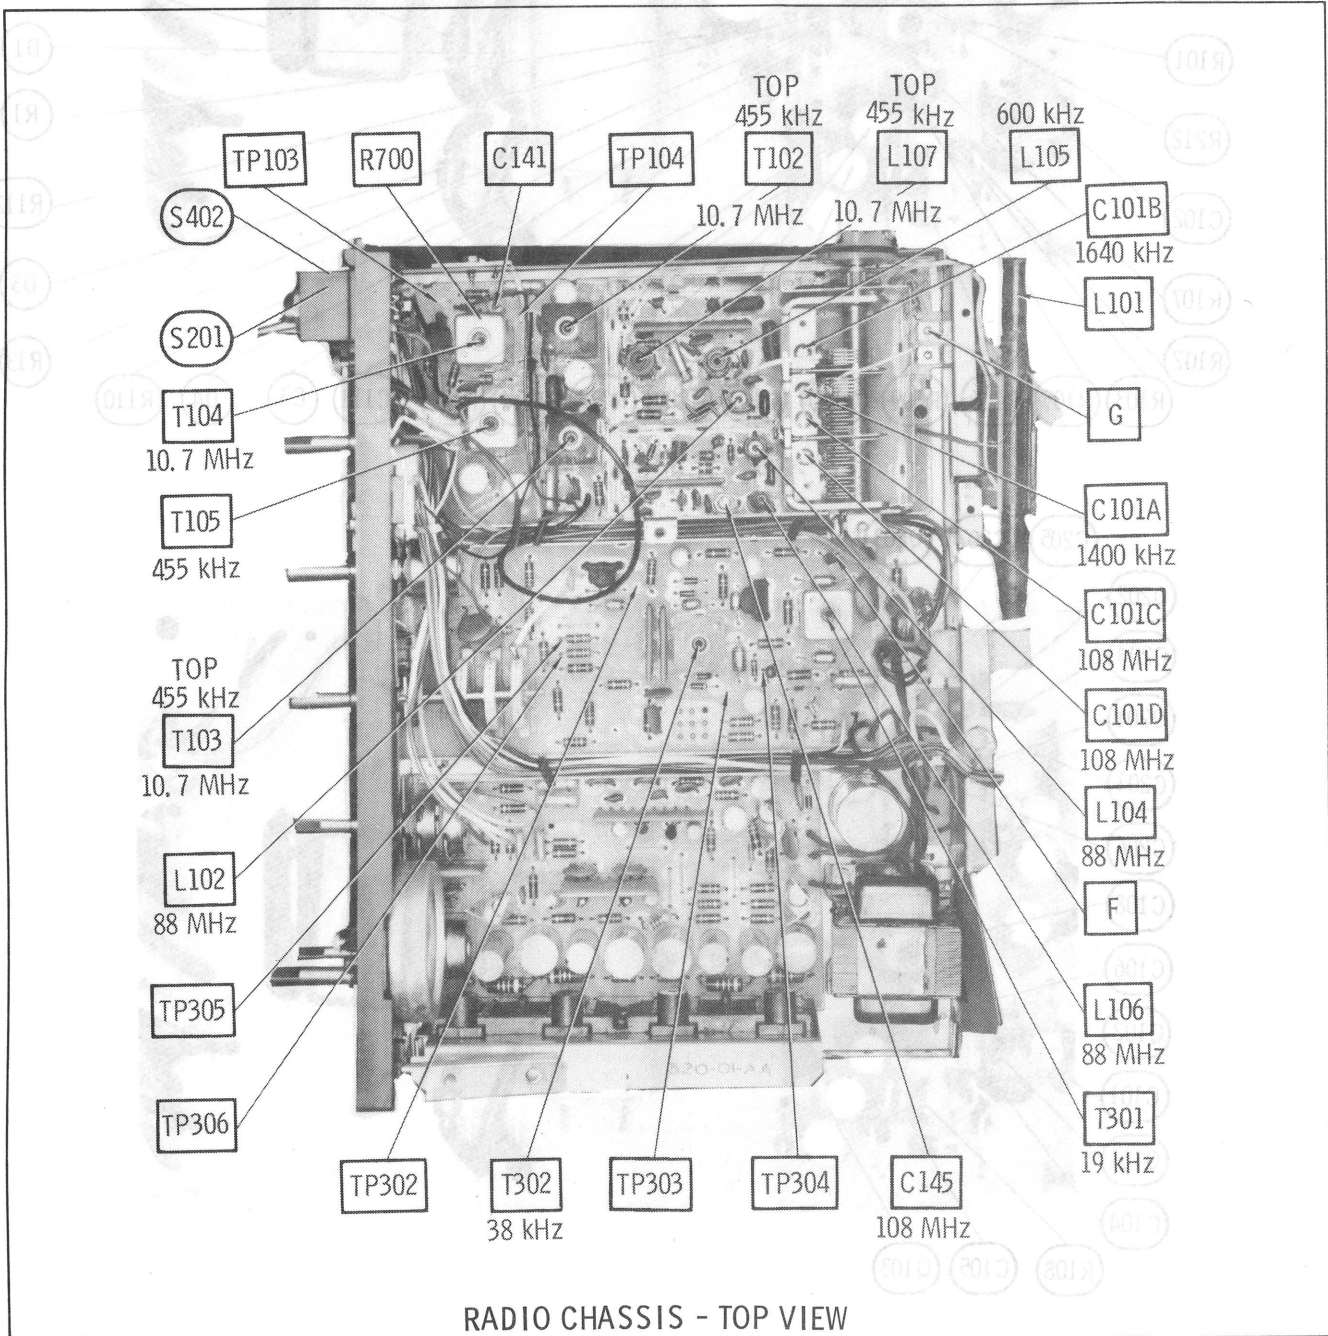 TOP
455 kHz
TOP
455 kHz
600 kHz
TP103
R700
C141
TP104
T102
L107
L105
10.7 MHz
10.7 MHz
S402
C101B
1640 kHz
L101
S201
T104
10.7 MHz
G
T105
455 kHz
C101A
1400 kHz
C101C
108 MHz
TOP
455 kHz
T103
10.7 MHz
C101D
108 MHz
L104
88 MHz
L102
88 MHz
F
TP305
L106
88 MHz
TP306
T301
19 kHz
TP302
T302
38 kHz
TP303
TP304
C145
108 MHz
RADIO CHASSIS - TOP VIEW